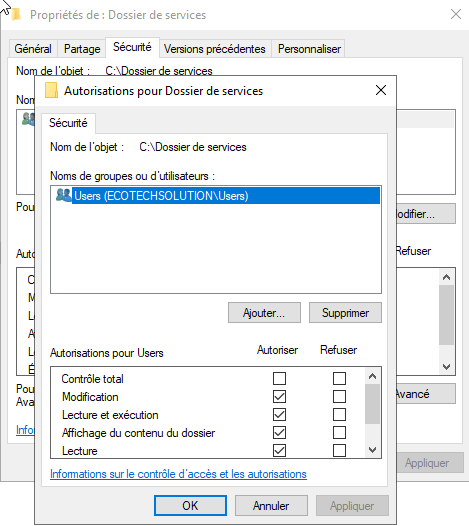 Propriétés de : Dossier de services
Général
Partage
Sécurité
Versions précédentes
Personnaliser
Nom de l'objet : C:\Dossier de services
Autorisations pour Dossier de services
Sécurité
Nom de l'objet : C:\Dossier de services
Noms de groupes ou d'utilisateurs :
Users (ECOTECHSOLUTION\Users)
Ajouter...
Supprimer
Autorisations pour Users
Autoriser
Refuser
Contrôle total
Modification
Lecture et exécution
Affichage du contenu du dossier
Lecture
Informations sur le contrôle d'accès et les autorisations
OK
Annuler
Appliquer
No
Pou
odifier...
Auto
Refuser
C
M
L
A
L
É
Pou
Ava
Avancé
Info
Appliquer